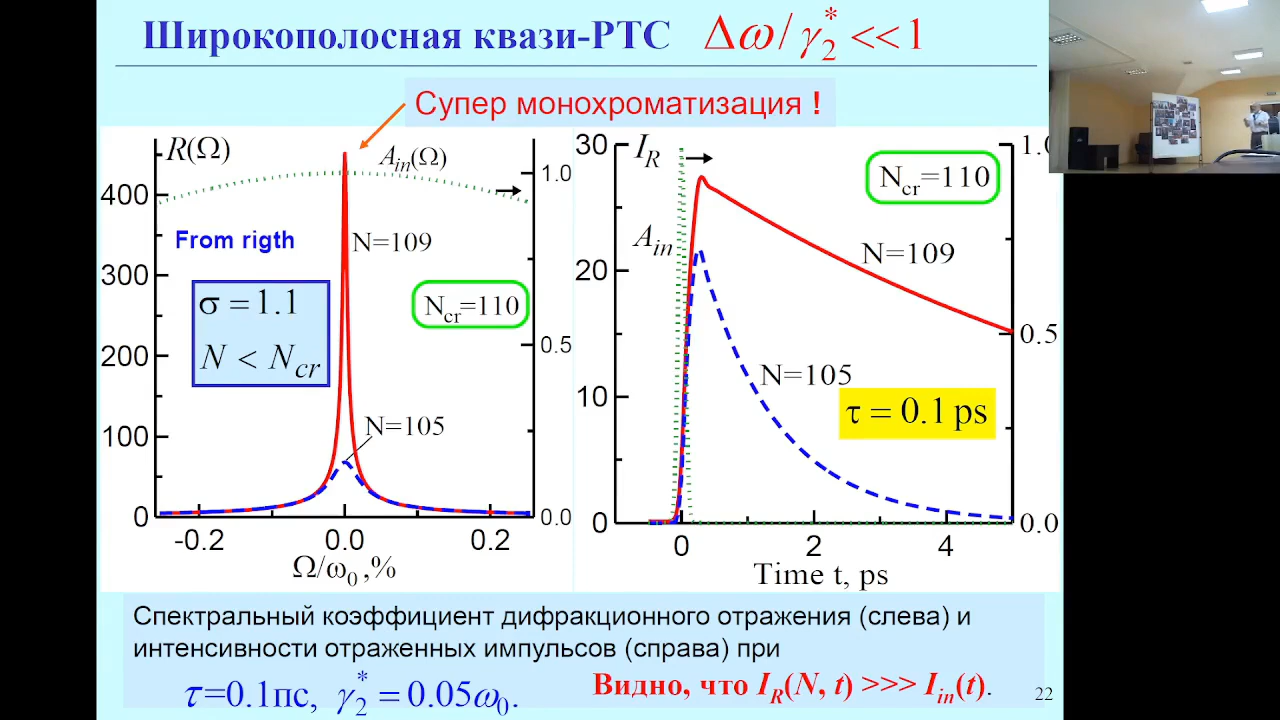 Широкополосная квази-РТС Δω/γ₂* <<1
Супер монохроматизация !
R(Ω)
A_in(Ω)
400
300
200
100
0
1.0
0.5
0.0
From rigth
N=109
σ = 1.1
N < N_cr
N_cr=110
N=105
-0.2 0.0 0.2
Ω/ω₀ ,%
30
20
10
0
I_R
A_in
1.0
0.5
0.0
N_cr=110
N=109
N=105
τ = 0.1 ps
0 2 4
Time t, ps
Спектральный коэффициент дифракционного отражения (слева) и
интенсивности отраженных импульсов (справа) при
τ=0.1пс, γ₂* = 0.05ω₀.
Видно, что I_R(N, t) >>> I_in(t).
22